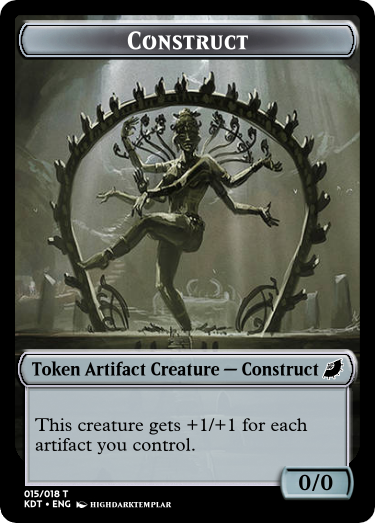 Construct
Token Artifact Creature — Construct
This creature gets +1/+1 for each
artifact you control.
0/0
015/018 T
KDT • ENG HIGHDARKTEMPLAR